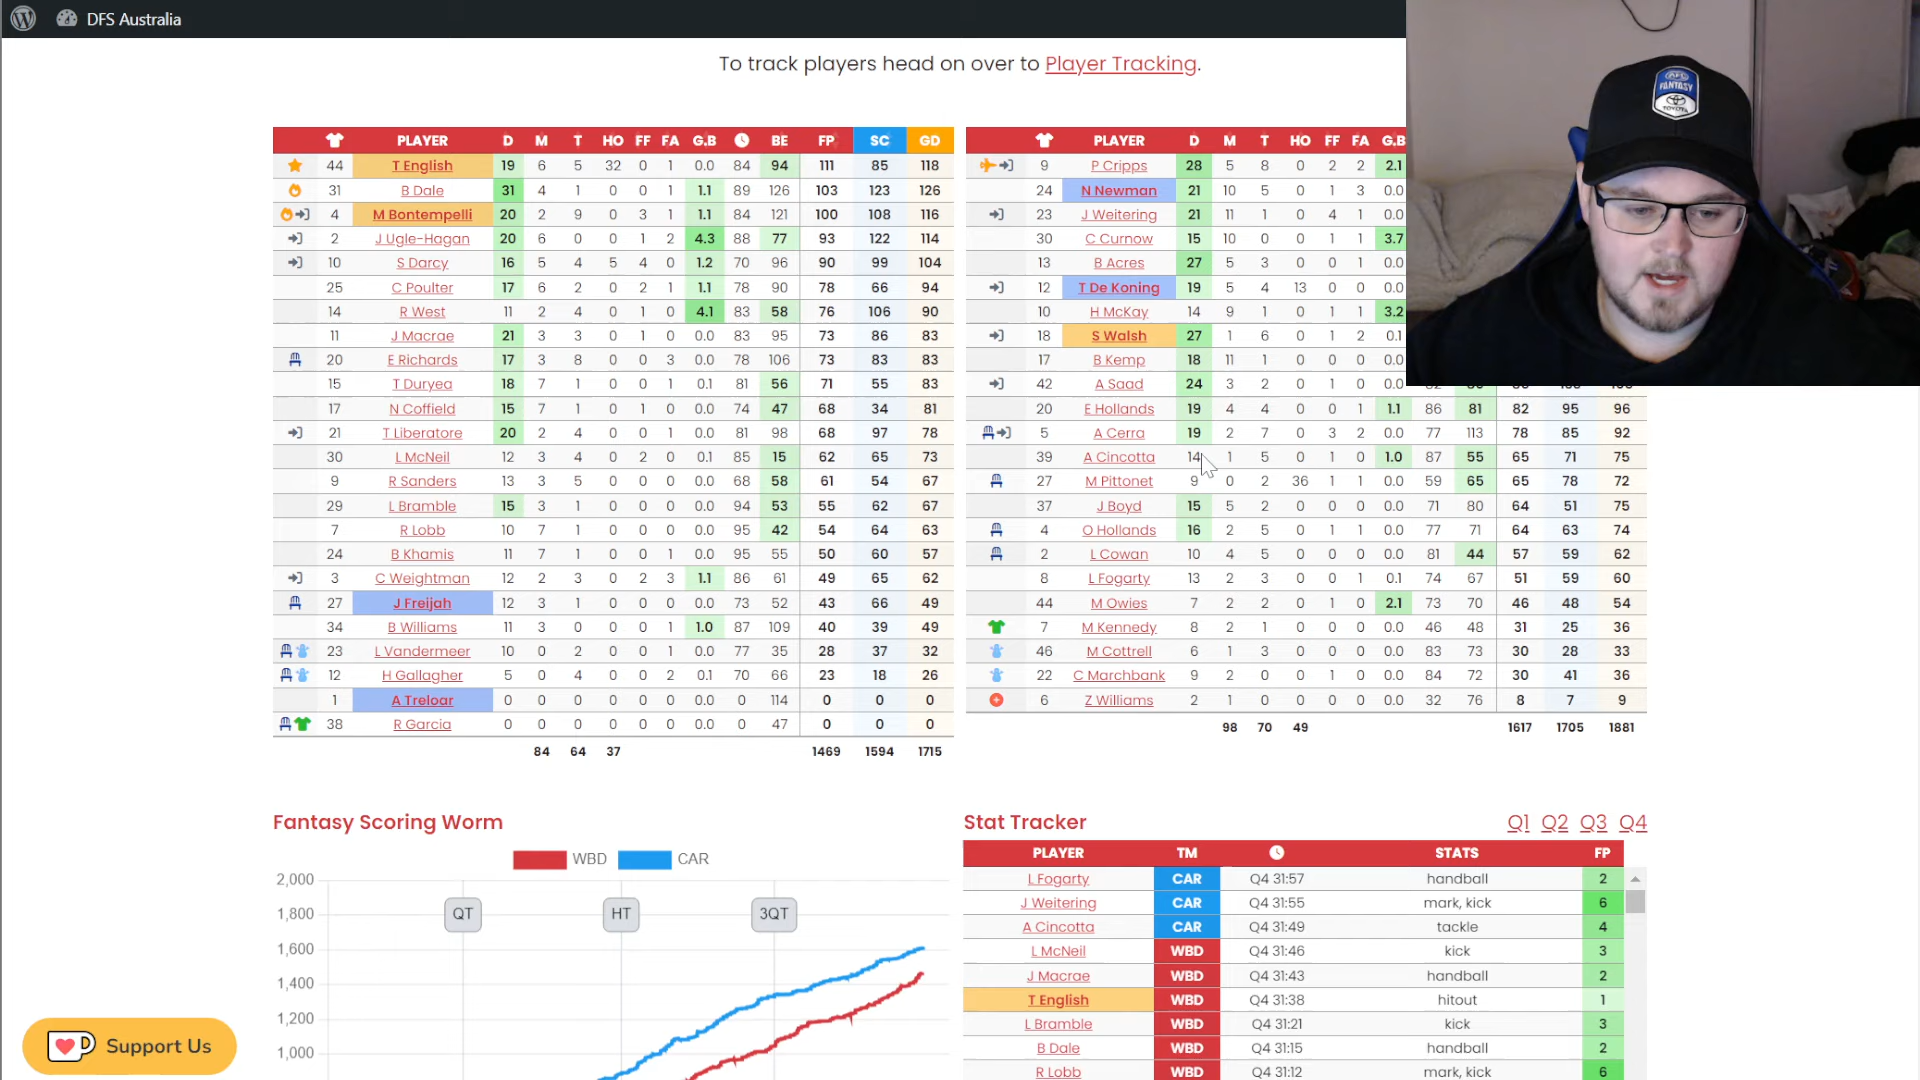 DFS Australia
To track players head on over to Player Tracking.
PLAYER D M T HO FF FA G.B BE FP SC GD
44 T English 19 6 5 32 0 1 0.0 84 94 111 85 118
31 B Dale 31 4 1 0 0 1 1.1 89 126 103 123 126
4 M Bontempelli 20 2 9 0 3 1 1.1 84 121 100 108 116
2 J Ugle-Hagan 20 6 0 0 1 2 4.3 88 77 93 122 114
10 S Darcy 16 5 4 5 4 0 1.2 70 96 90 99 104
25 C Poulter 17 6 2 0 2 1 1.1 78 90 78 66 94
14 R West 11 2 4 0 1 0 4.1 83 58 76 106 90
11 J Macrae 21 3 3 0 1 0 0.0 83 95 73 86 83
20 E Richards 17 3 8 0 0 3 0.0 78 106 73 83 83
15 T Duryea 18 7 1 0 0 1 0.1 81 56 71 55 83
17 N Coffield 15 7 1 0 1 0 0.0 74 47 68 34 81
21 T Liberatore 20 2 4 0 0 1 0.0 81 98 68 97 78
30 L McNeil 12 3 4 0 2 0 0.1 85 15 62 65 73
9 R Sanders 13 3 5 0 0 0 0.0 68 58 61 54 67
29 L Bramble 15 3 1 0 0 0 0.0 94 53 55 62 67
7 R Lobb 10 7 1 0 0 0 0.0 95 42 54 64 63
24 B Khamis 11 7 1 0 0 1 0.0 95 55 50 60 57
3 C Weightman 12 2 3 0 2 3 1.1 86 61 49 65 62
27 J Freijah 12 3 1 0 0 0 0.0 73 52 43 66 49
34 B Williams 11 3 0 0 0 1 1.0 87 109 40 39 49
23 L Vandermeer 10 0 2 0 0 1 0.0 77 35 28 37 32
12 H Gallagher 5 0 4 0 0 2 0.1 70 66 23 18 26
1 A Treloar 0 0 0 0 0 0 0.0 0 114 0 0 0
38 R Garcia 0 0 0 0 0 0 0.0 0 47 0 0 0
84 64 37 1469 1594 1715
PLAYER D M T HO FF FA G.B
9 P Cripps 28 5 8 0 2 2 2.1
24 N Newman 21 10 5 0 1 3 0.0
23 J Weitering 21 11 1 0 4 1 0.0
30 C Curnow 15 10 0 0 1 1 3.7
13 B Acres 27 5 3 0 0 1 0.0
12 T De Koning 19 5 4 13 0 0 0.0
10 H McKay 14 9 1 0 1 1 3.2
18 S Walsh 27 1 6 0 1 2 0.1
17 B Kemp 18 11 1 0 0 0 0.0
42 A Saad 24 3 2 0 0 1 0.0
20 E Hollands 19 4 4 0 0 1 1.1 86 81 82 95 96
5 A Cerra 19 2 7 0 3 2 0.0 77 113 78 85 92
39 A Cincotta 14 1 5 0 1 0 1.0 87 55 65 71 75
27 M Pittonet 9 0 2 36 1 1 0.0 59 65 65 78 72
37 J Boyd 15 5 2 0 0 0 0.0 71 80 64 51 75
4 O Hollands 16 2 5 0 1 1 0.0 77 71 64 63 74
2 L Cowan 10 4 5 0 0 0 0.0 81 44 57 59 62
8 L Fogarty 13 2 3 0 0 1 0.1 74 67 51 59 60
44 M Owies 7 2 2 0 1 0 2.1 73 70 46 48 54
7 M Kennedy 8 2 1 0 0 0 0.0 46 48 31 25 36
46 M Cottrell 6 1 3 0 0 0 0.0 83 73 30 28 33
22 C Marchbank 9 2 0 0 1 0 0.0 84 72 30 41 36
6 Z Williams 2 1 0 0 0 0 0.0 32 76 8 7 9
98 70 49 1617 1705 1881
AFL
FANTASY
TOYOTA
Fantasy Scoring Worm
WBD CAR
2,000
1,800
1,600
1,400
1,200
1,000
QT HT 3QT
Stat Tracker Q1 Q2 Q3 Q4
PLAYER TM STATS FP
L Fogarty CAR Q4 31:57 handball 2
J Weitering CAR Q4 31:55 mark, kick 6
A Cincotta CAR Q4 31:49 tackle 4
L McNeil WBD Q4 31:46 kick 3
J Macrae WBD Q4 31:43 handball 2
T English WBD Q4 31:38 hitout 1
L Bramble WBD Q4 31:21 kick 3
B Dale WBD Q4 31:15 handball 2
R Lobb WBD Q4 31:12 mark, kick 6
Support Us